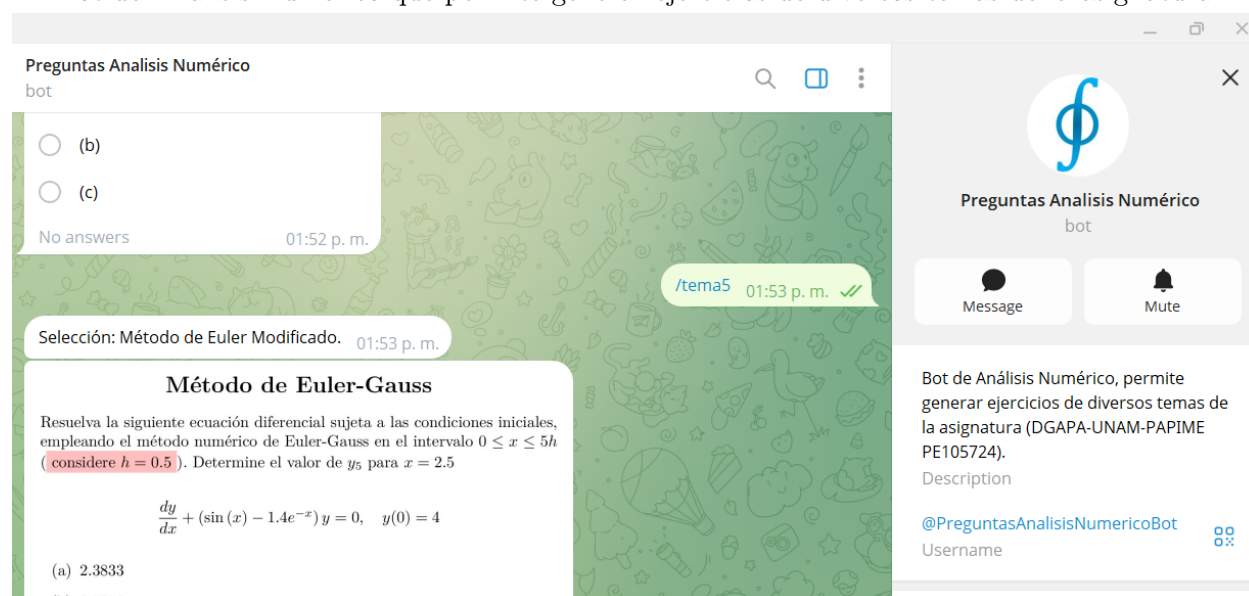 Preguntas Analisis Numérico
bot
(b)
(c)
No answers 01:52 p. m.
/tema5 01:53 p. m.
Selección: Método de Euler Modificado. 01:53 p. m.
Método de Euler-Gauss
Resuelva la siguiente ecuación diferencial sujeta a las condiciones iniciales,
empleando el método numérico de Euler-Gauss en el intervalo 0 ≤ x ≤ 5h
( considere h = 0.5 ). Determine el valor de y₅ para x = 2.5
dy/dx + (sin (x) − 1.4e⁻ˣ) y = 0, y(0) = 4
(a) 2.3833
Preguntas Analisis Numérico
bot
Message Mute
Bot de Análisis Numérico, permite
generar ejercicios de diversos temas de
la asignatura (DGAPA-UNAM-PAPIME
PE105724).
Description
@PreguntasAnalisisNumericoBot
Username